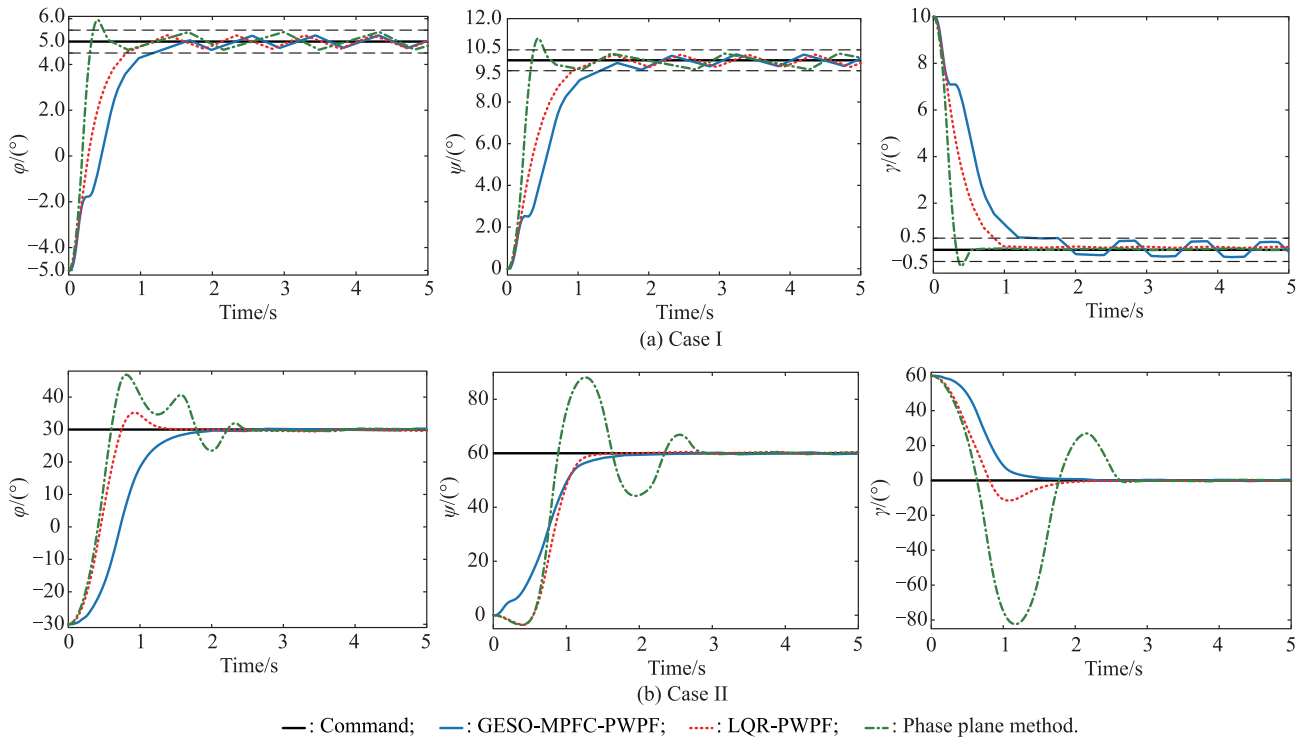 6.0
5.0
4.0
2.0
0
−2.0
−4.0
−5.0
φ/(°)
0 1 2 3 4 5
Time/s
12.0
10.5
9.5
8.0
6.0
4.0
2.0
0
ψ/(°)
0 1 2 3 4 5
Time/s
10
8
6
4
2
0.5
−0.5
γ/(°)
0 1 2 3 4 5
Time/s
(a) Case I
40
30
20
10
0
−10
−20
−30
φ/(°)
0 1 2 3 4 5
Time/s
80
60
40
20
0
ψ/(°)
0 1 2 3 4 5
Time/s
60
40
20
0
−20
−40
−60
−80
γ/(°)
0 1 2 3 4 5
Time/s
(b) Case II
: Command; : GESO-MPFC-PWPF; : LQR-PWPF; : Phase plane method.